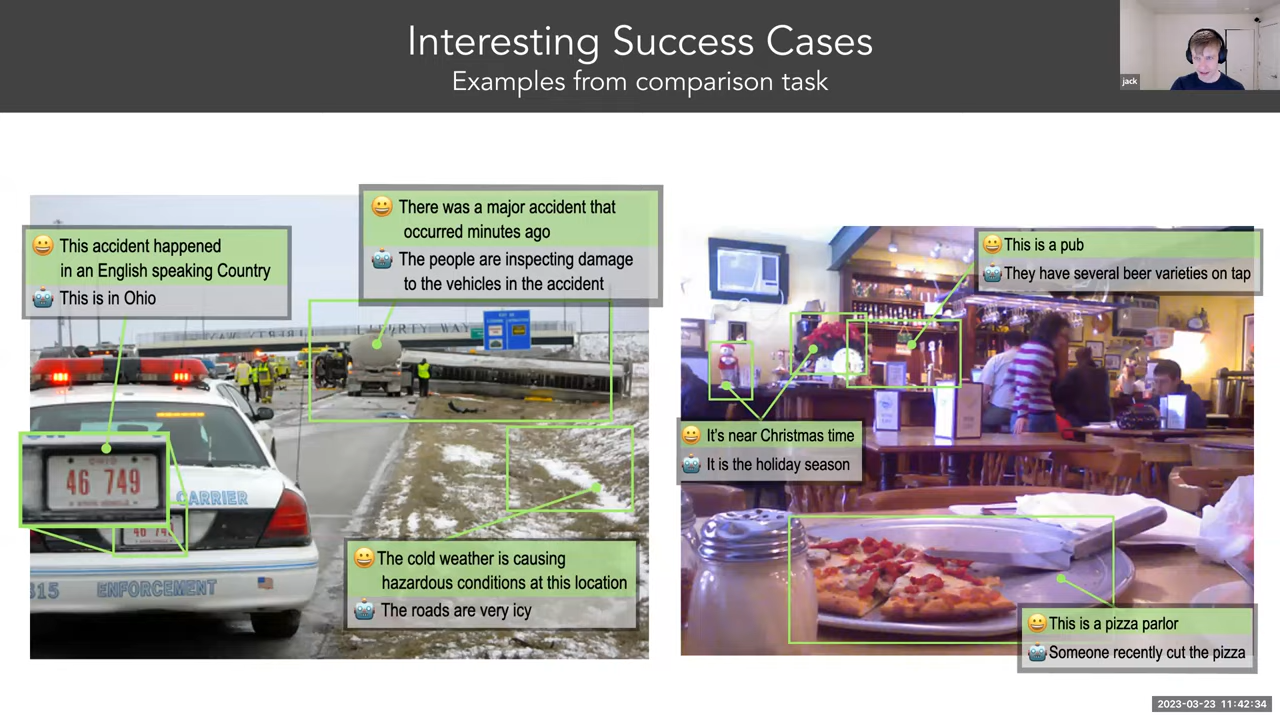 Interesting Success Cases
Examples from comparison task
jack
There was a major accident that
occurred minutes ago
The people are inspecting damage
to the vehicles in the accident
This accident happened
in an English speaking Country
This is in Ohio
LIBERTY WAY
OHIO
46 749
CARRIER
315 ENFORCEMENT
The cold weather is causing
hazardous conditions at this location
The roads are very icy
This is a pub
They have several beer varieties on tap
It's near Christmas time
It is the holiday season
This is a pizza parlor
Someone recently cut the pizza
2023-03-23 11:42:34